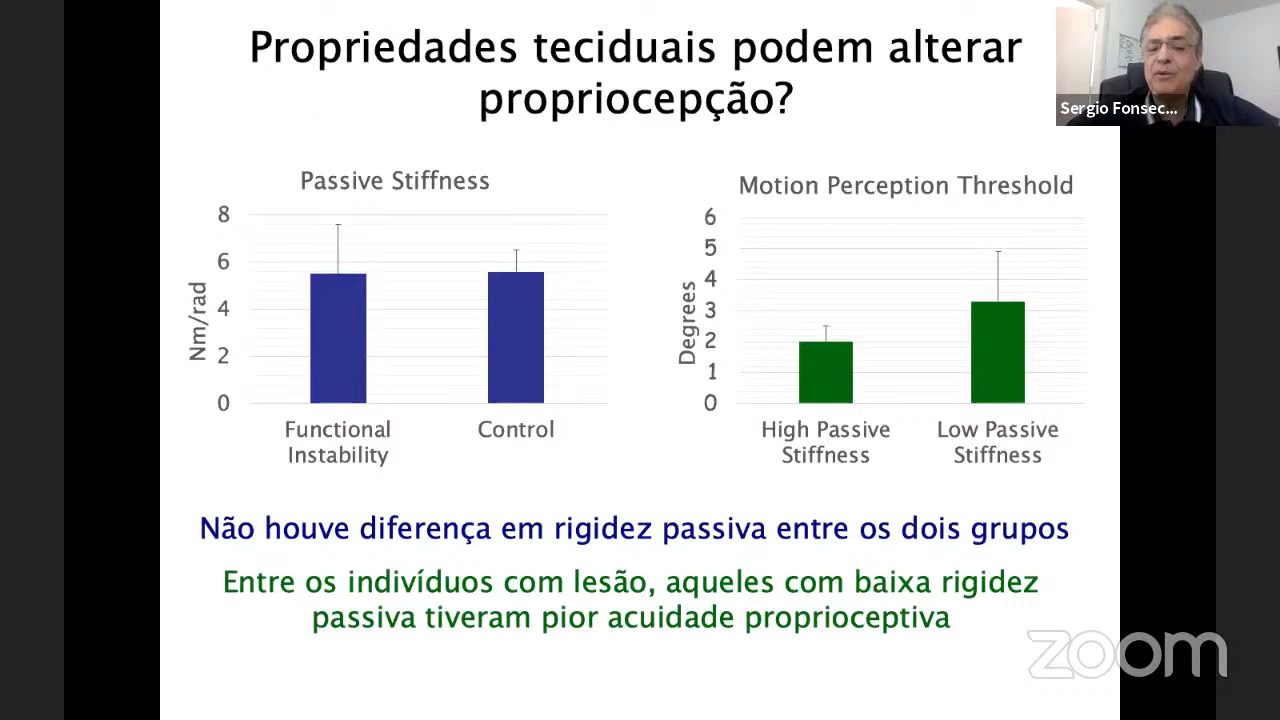 Propriedades teciduais podem alterar
propriocepção?
Sergio Fonsec...
Passive Stiffness
8
6
4
2
0
Nm/rad
Functional
Instability
Control
Motion Perception Threshold
6
5
4
3
2
1
0
Degrees
High Passive
Stiffness
Low Passive
Stiffness
Não houve diferença em rigidez passiva entre os dois grupos
Entre os indivíduos com lesão, aqueles com baixa rigidez
passiva tiveram pior acuidade proprioceptiva
zoom